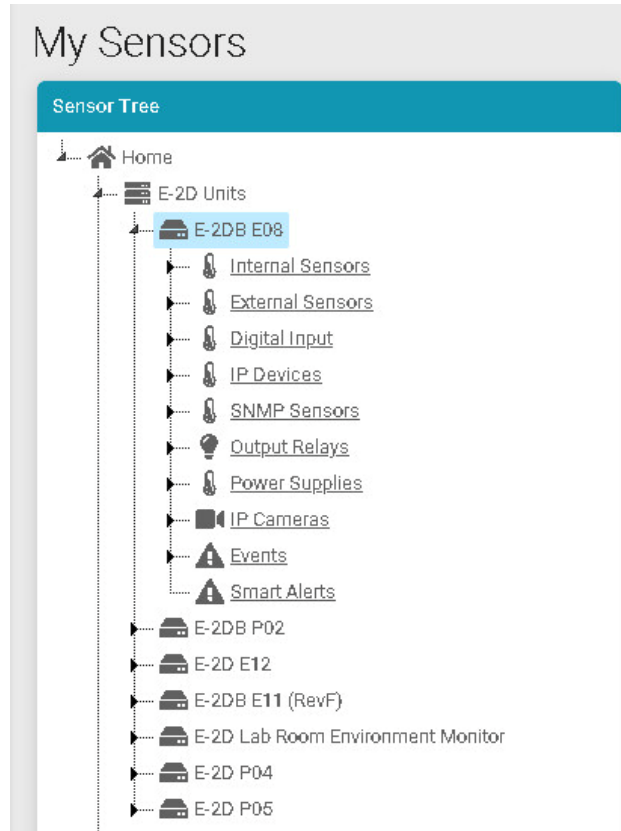 My Sensors
Sensor Tree
Home
E-2D Units
E-2DB E08
Internal Sensors
External Sensors
Digital Input
IP Devices
SNMP Sensors
Output Relays
Power Supplies
IP Cameras
Events
Smart Alerts
E-2DB P02
E-2D E12
E-2DB E11 (RevF)
E-2D Lab Room Environment Monitor
E-2D P04
E-2D P05